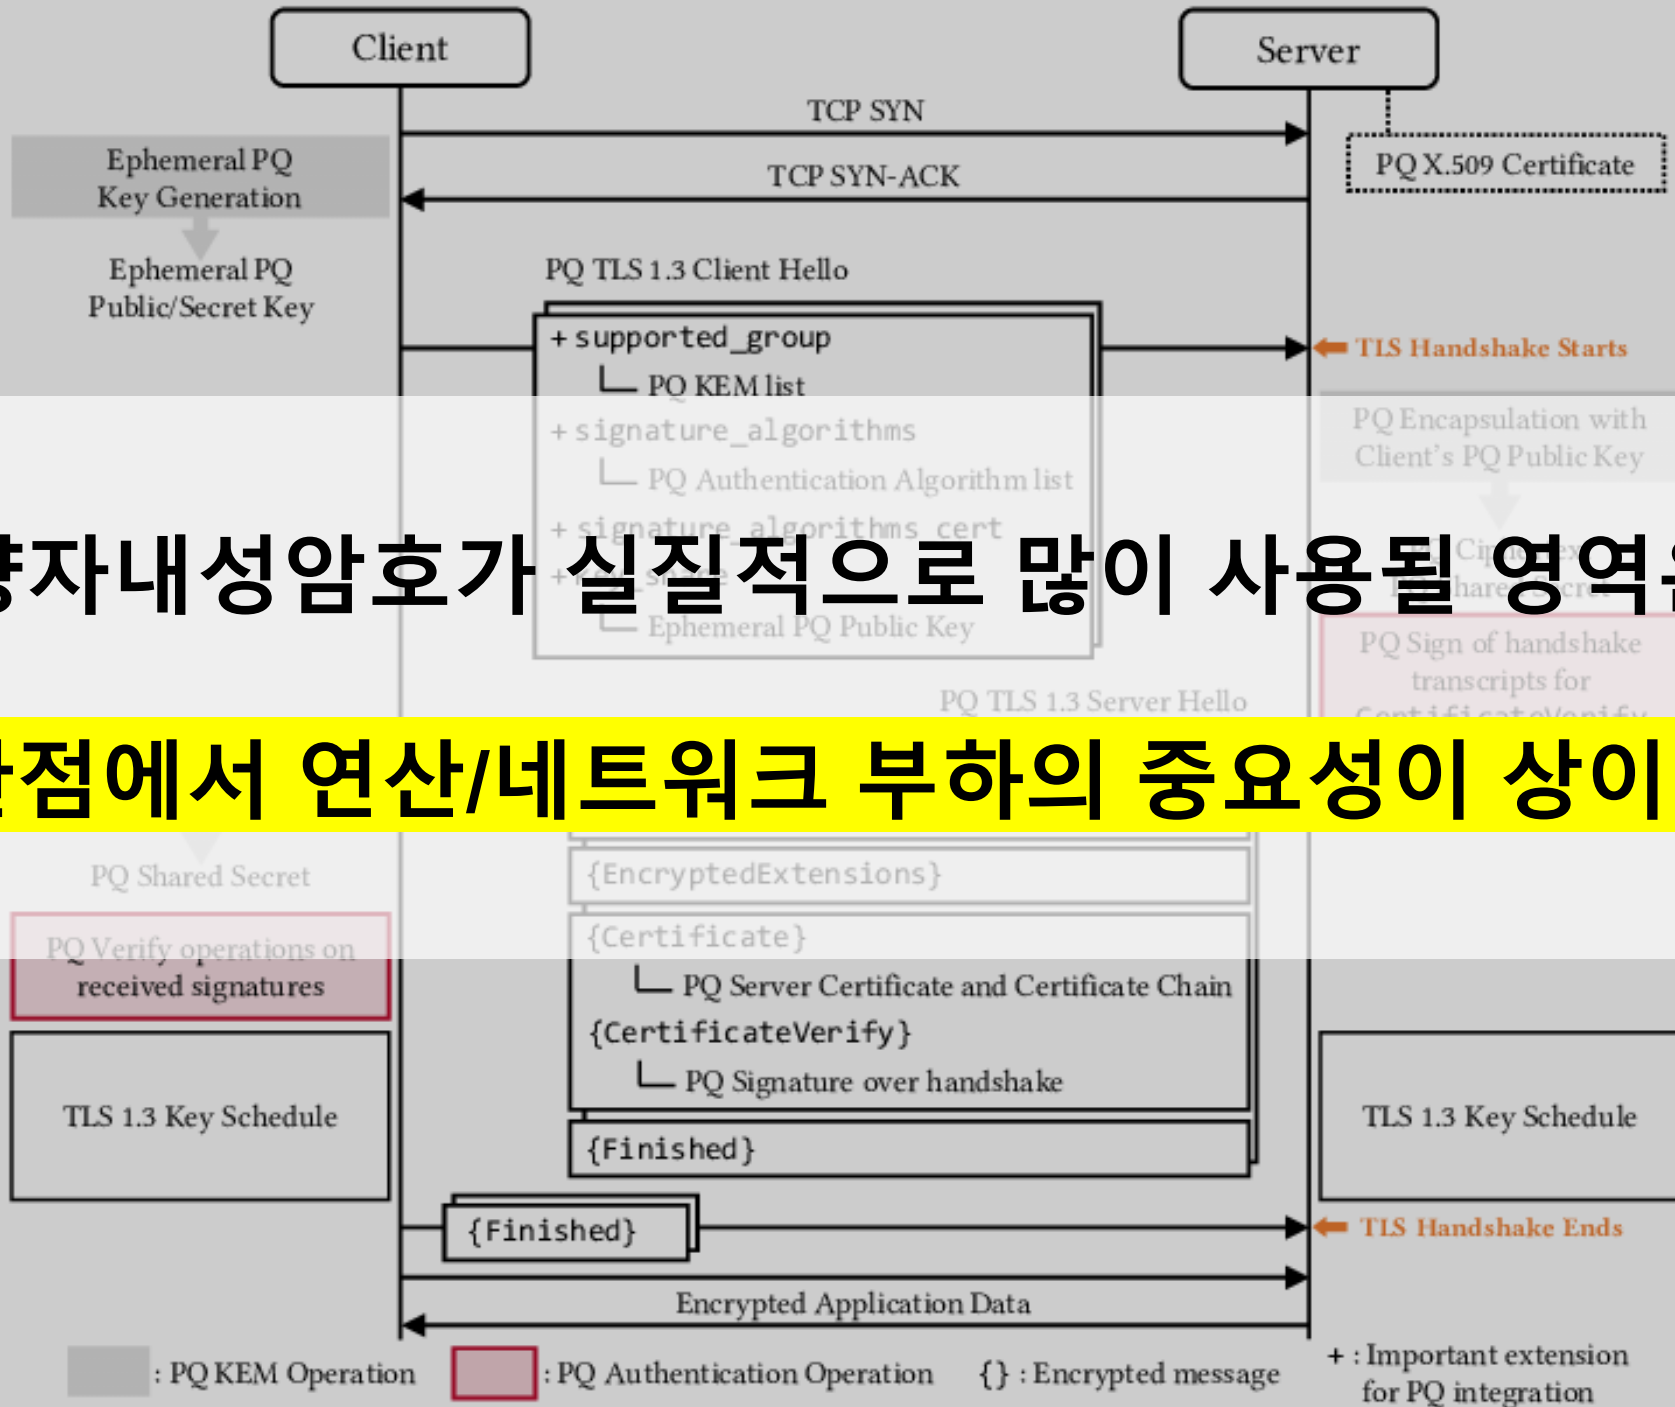 Client
Server
TCP SYN
Ephemeral PQ
Key Generation
PQ X.509 Certificate
TCP SYN-ACK
Ephemeral PQ
Public/Secret Key
PQ TLS 1.3 Client Hello
+ supported_group
PQ KEM list
TLS Handshake Starts
+ signature_algorithms
PQ Authentication Algorithm list
PQ Encapsulation with
Client's PQ Public Key
+ signature_algorithms_cert
양자내성암호가 실질적으로 많이 사용될 영역은
Ephemeral PQ Public Key
PQ Sign of handshake
transcripts for
CertificateVerify
PQ TLS 1.3 Server Hello
관점에서 연산/네트워크 부하의 중요성이 상이
PQ Shared Secret
{EncryptedExtensions}
{Certificate}
PQ Server Certificate and Certificate Chain
{CertificateVerify}
PQ Signature over handshake
{Finished}
PQ Verify operations on
received signatures
TLS 1.3 Key Schedule
TLS 1.3 Key Schedule
{Finished}
TLS Handshake Ends
Encrypted Application Data
: PQ KEM Operation
: PQ Authentication Operation
{} : Encrypted message
+ : Important extension
for PQ integration